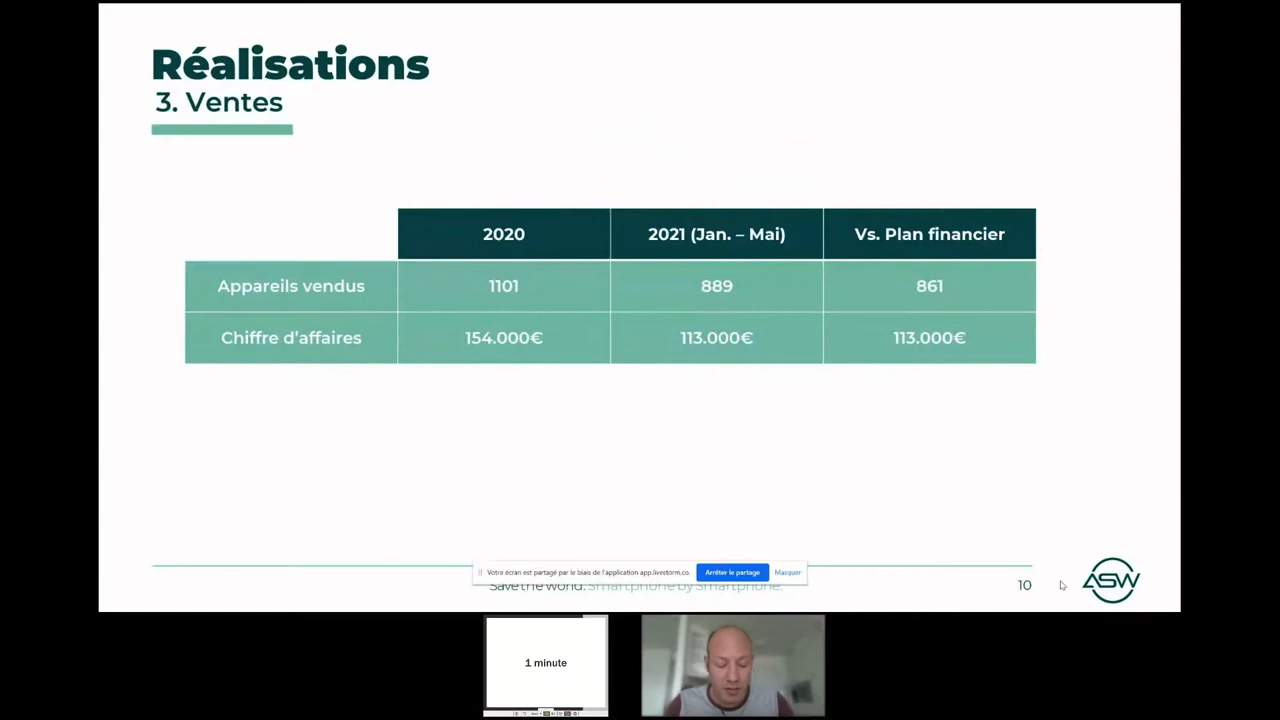 Réalisations
3. Ventes
2020 2021 (Jan. – Mai) Vs. Plan financier
Appareils vendus 1101 889 861
Chiffre d’affaires 154.000€ 113.000€ 113.000€
Votre écran est partagé par le biais de l'application app.livestorm.co.
Arrêter le partage
Masquer
Save the world. Smartphone by Smartphone.
10
ASW
1 minute